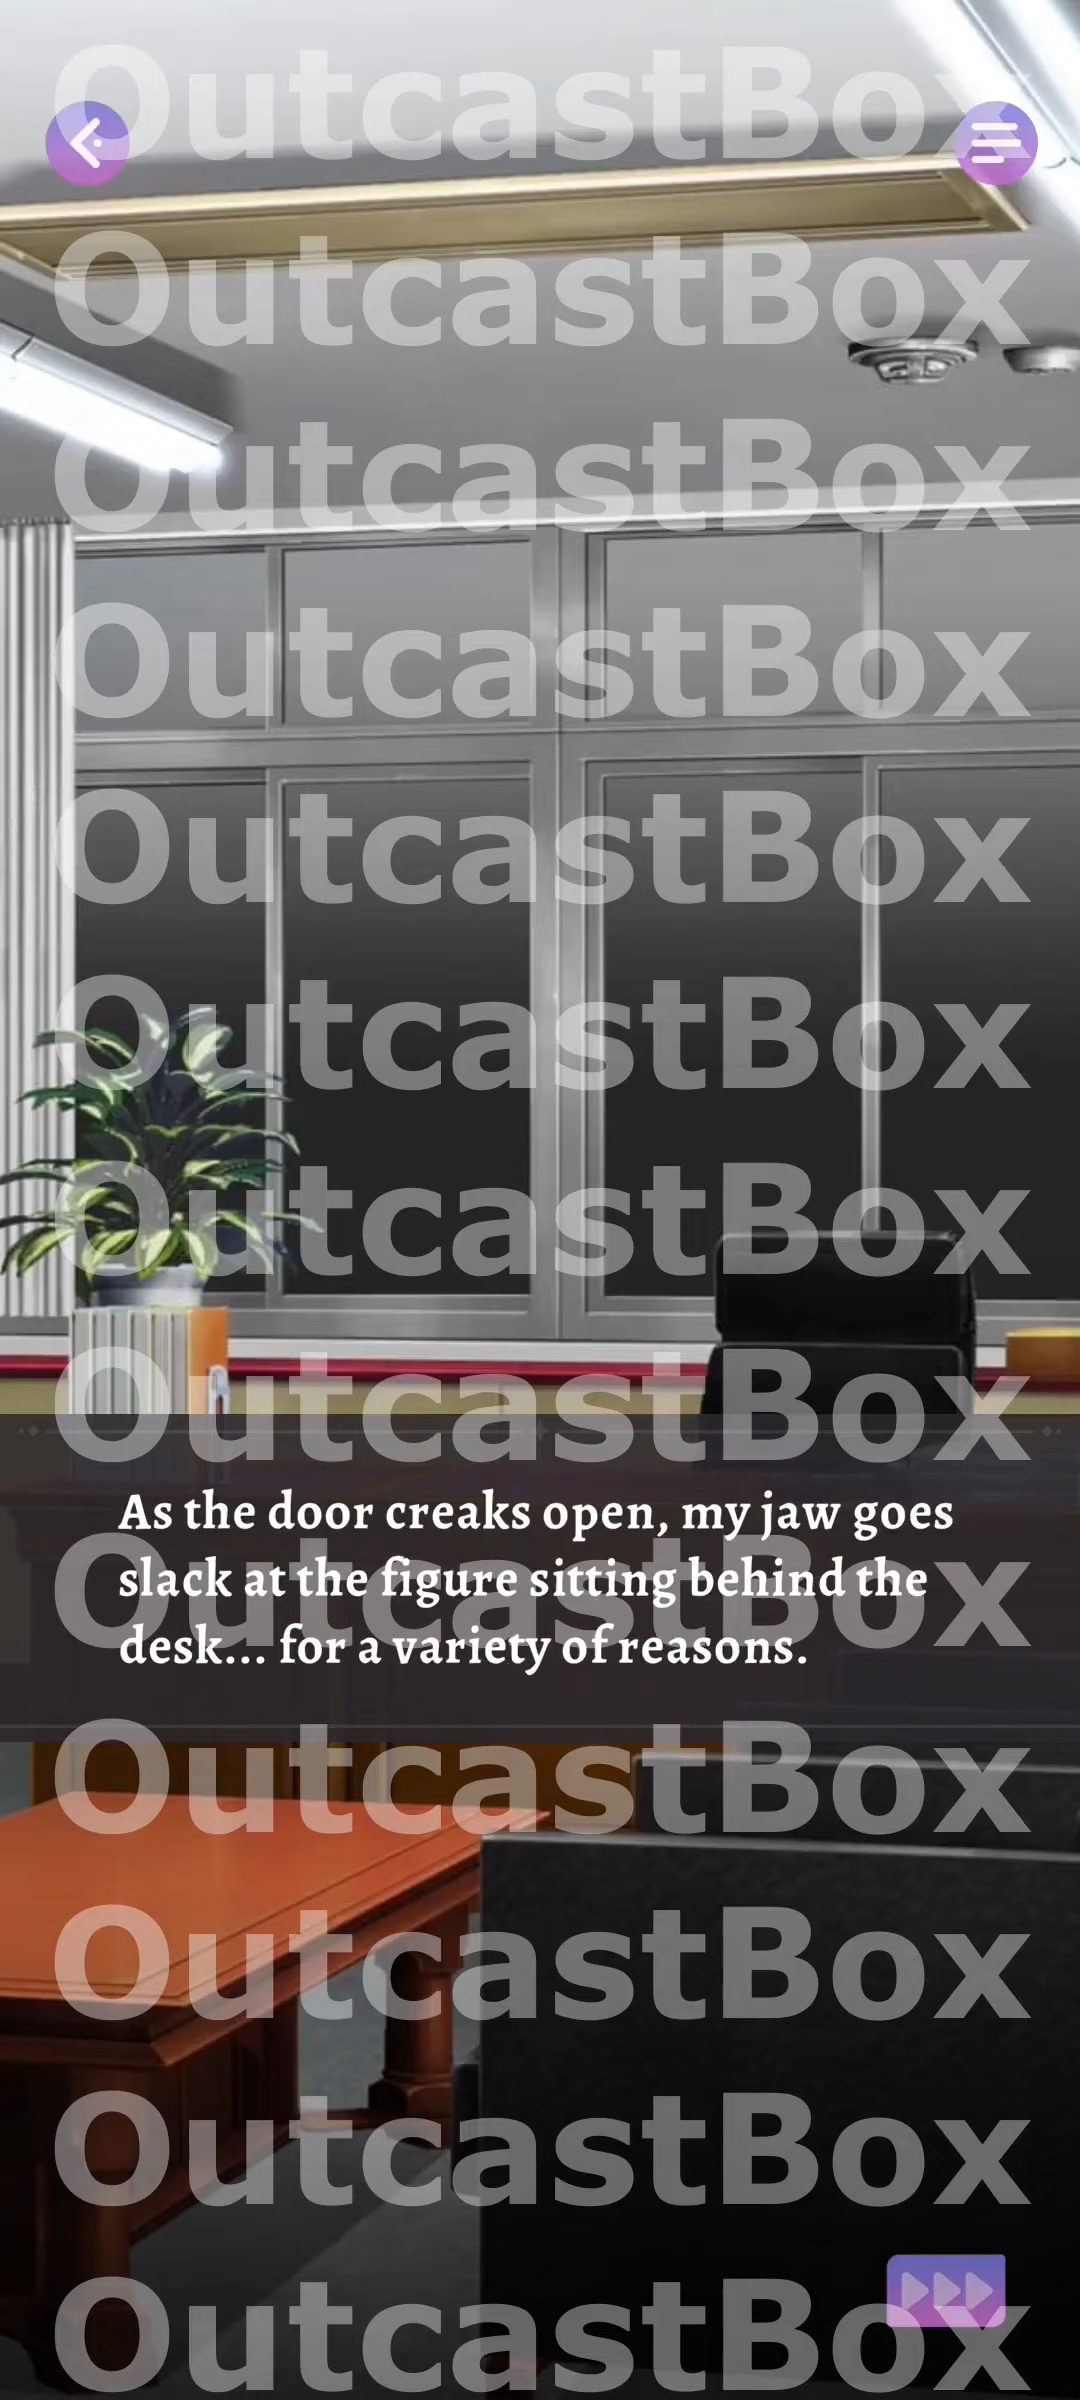 OutcastBox
OutcastBox
OutcastBox
OutcastBox
OutcastBox
OutcastBox
OutcastBox
OutcastBox
As the door creaks open, my jaw goes
slack at the figure sitting behind the
desk... for a variety of reasons.
OutcastBox
OutcastBox
OutcastBox
OutcastBox
OutcastBox